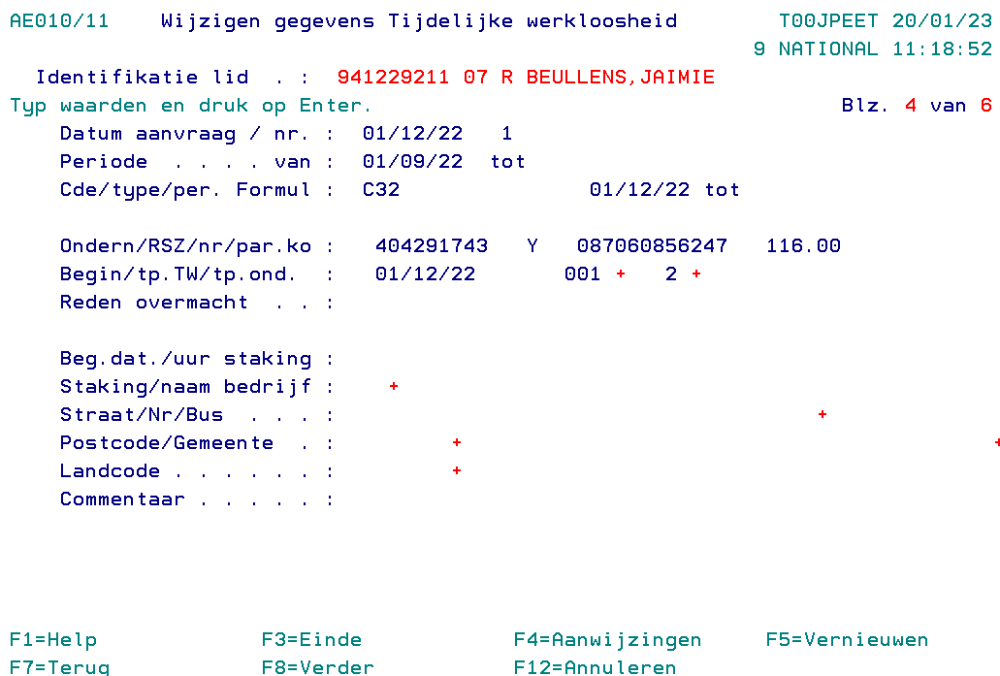 AE010/11 Wijzigen gegevens Tijdelijke werkloosheid T00JPEET 20/01/23
9 NATIONAL 11:18:52
Identifikatie lid . : 941229211 07 R BEULLENS,JAIMIE
Typ waarden en druk op Enter. Blz. 4 van 6
Datum aanvraag / nr. : 01/12/22 1
Periode . . . . van : 01/09/22 tot
Cde/type/per. Formul : C32 01/12/22 tot
Ondern/RSZ/nr/par.ko : 404291743 Y 087060856247 116.00
Begin/tp.TW/tp.ond. : 01/12/22 001 + 2 +
Reden overmacht . . :
Beg.dat./uur staking :
Staking/naam bedrijf : +
Straat/Nr/Bus . . . : +
Postcode/Gemeente . : + +
Landcode . . . . . . : +
Commentaar . . . . . :
F1=Help F3=Einde F4=Aanwijzingen F5=Vernieuwen
F7=Terug F8=Verder F12=Annuleren